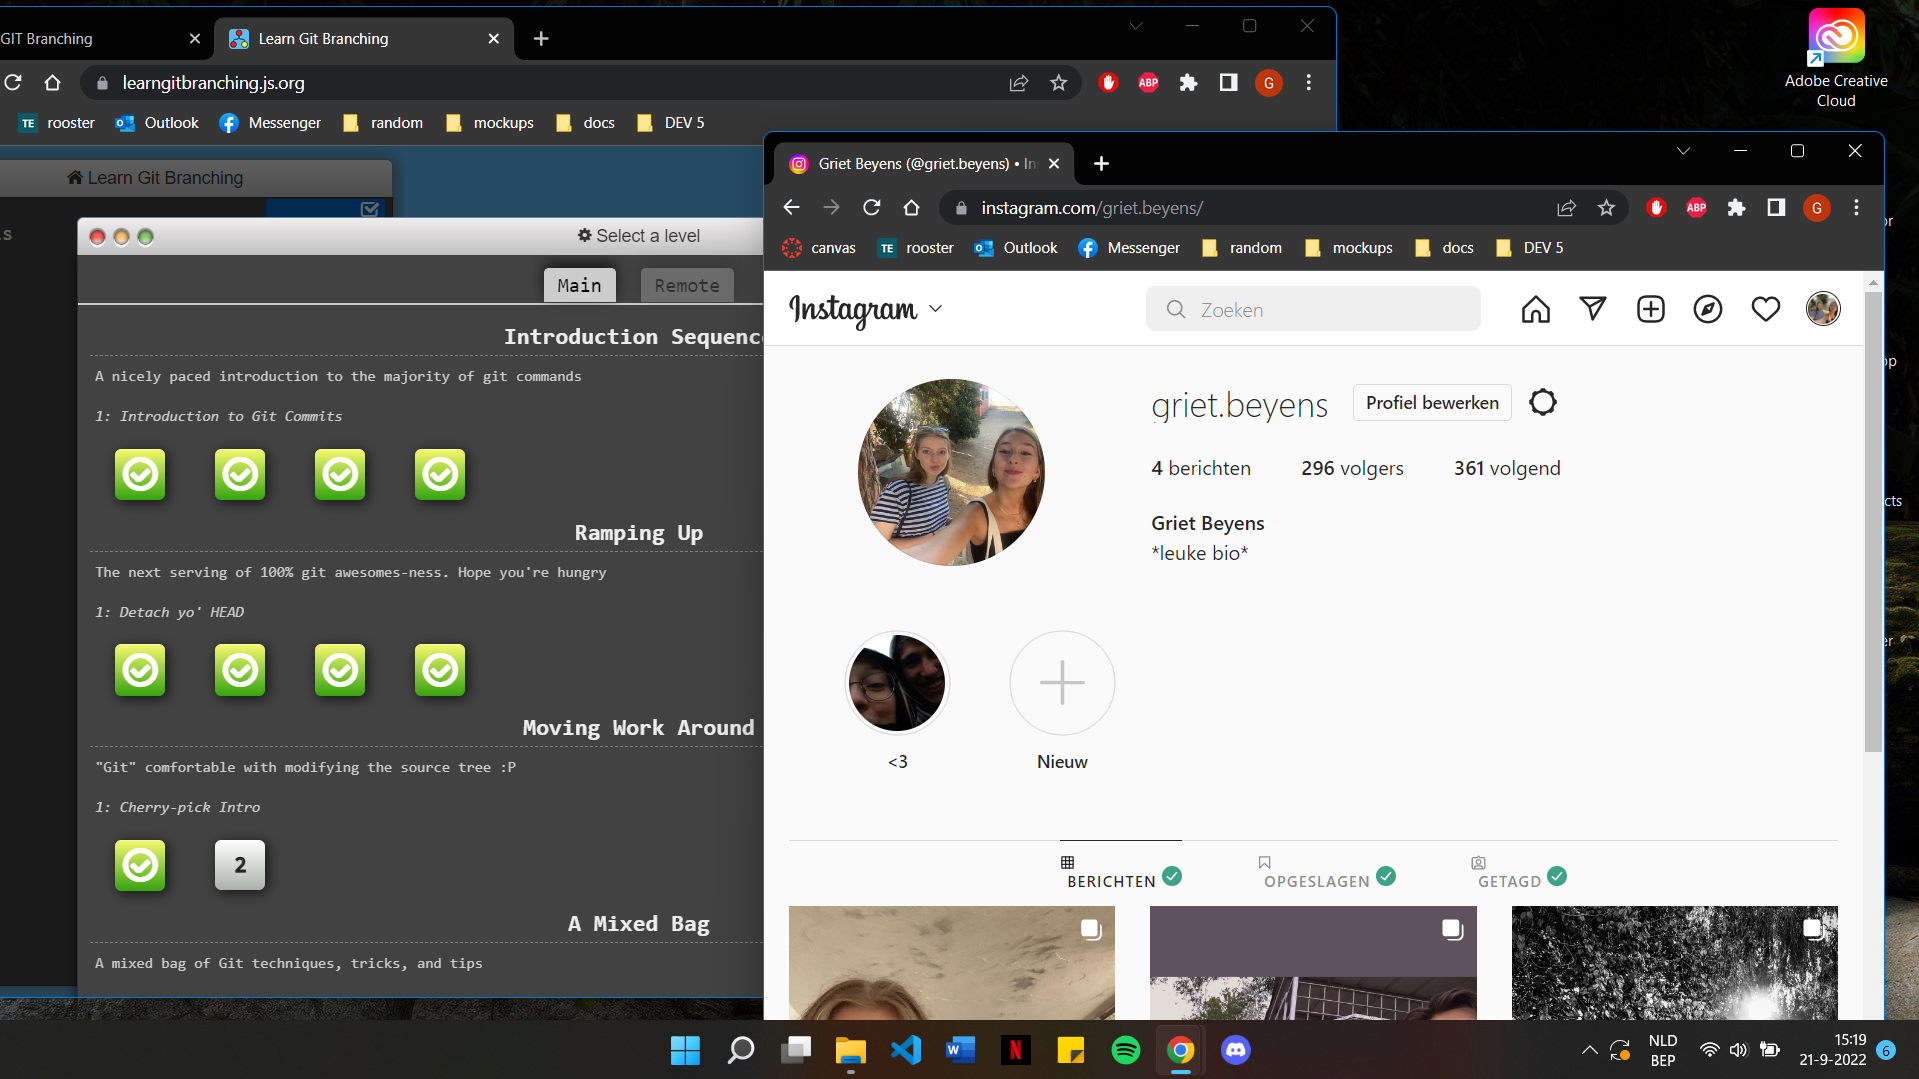 GIT Branching
Learn Git Branching
learngitbranching.js.org
ABP
G
TE rooster
Outlook
Messenger
random
mockups
docs
DEV 5
Learn Git Branching
Select a level
Main
Remote
Introduction Sequenc
A nicely paced introduction to the majority of git commands
1: Introduction to Git Commits
Ramping Up
The next serving of 100% git awesomes-ness. Hope you're hungry
1: Detach yo' HEAD
Moving Work Around
"Git" comfortable with modifying the source tree :P
1: Cherry-pick Intro
2
A Mixed Bag
A mixed bag of Git techniques, tricks, and tips
Adobe Creative
Cloud
Griet Beyens (@griet.beyens) • In
instagram.com/griet.beyens/
ABP
G
canvas
TE rooster
Outlook
Messenger
random
mockups
docs
DEV 5
Instagram
Zoeken
griet.beyens
Profiel bewerken
4 berichten
296 volgers
361 volgend
Griet Beyens
*leuke bio*
<3
Nieuw
BERICHTEN
OPGESLAGEN
GETAGD
W
N
NLD
BEP
15:19
21-9-2022
6